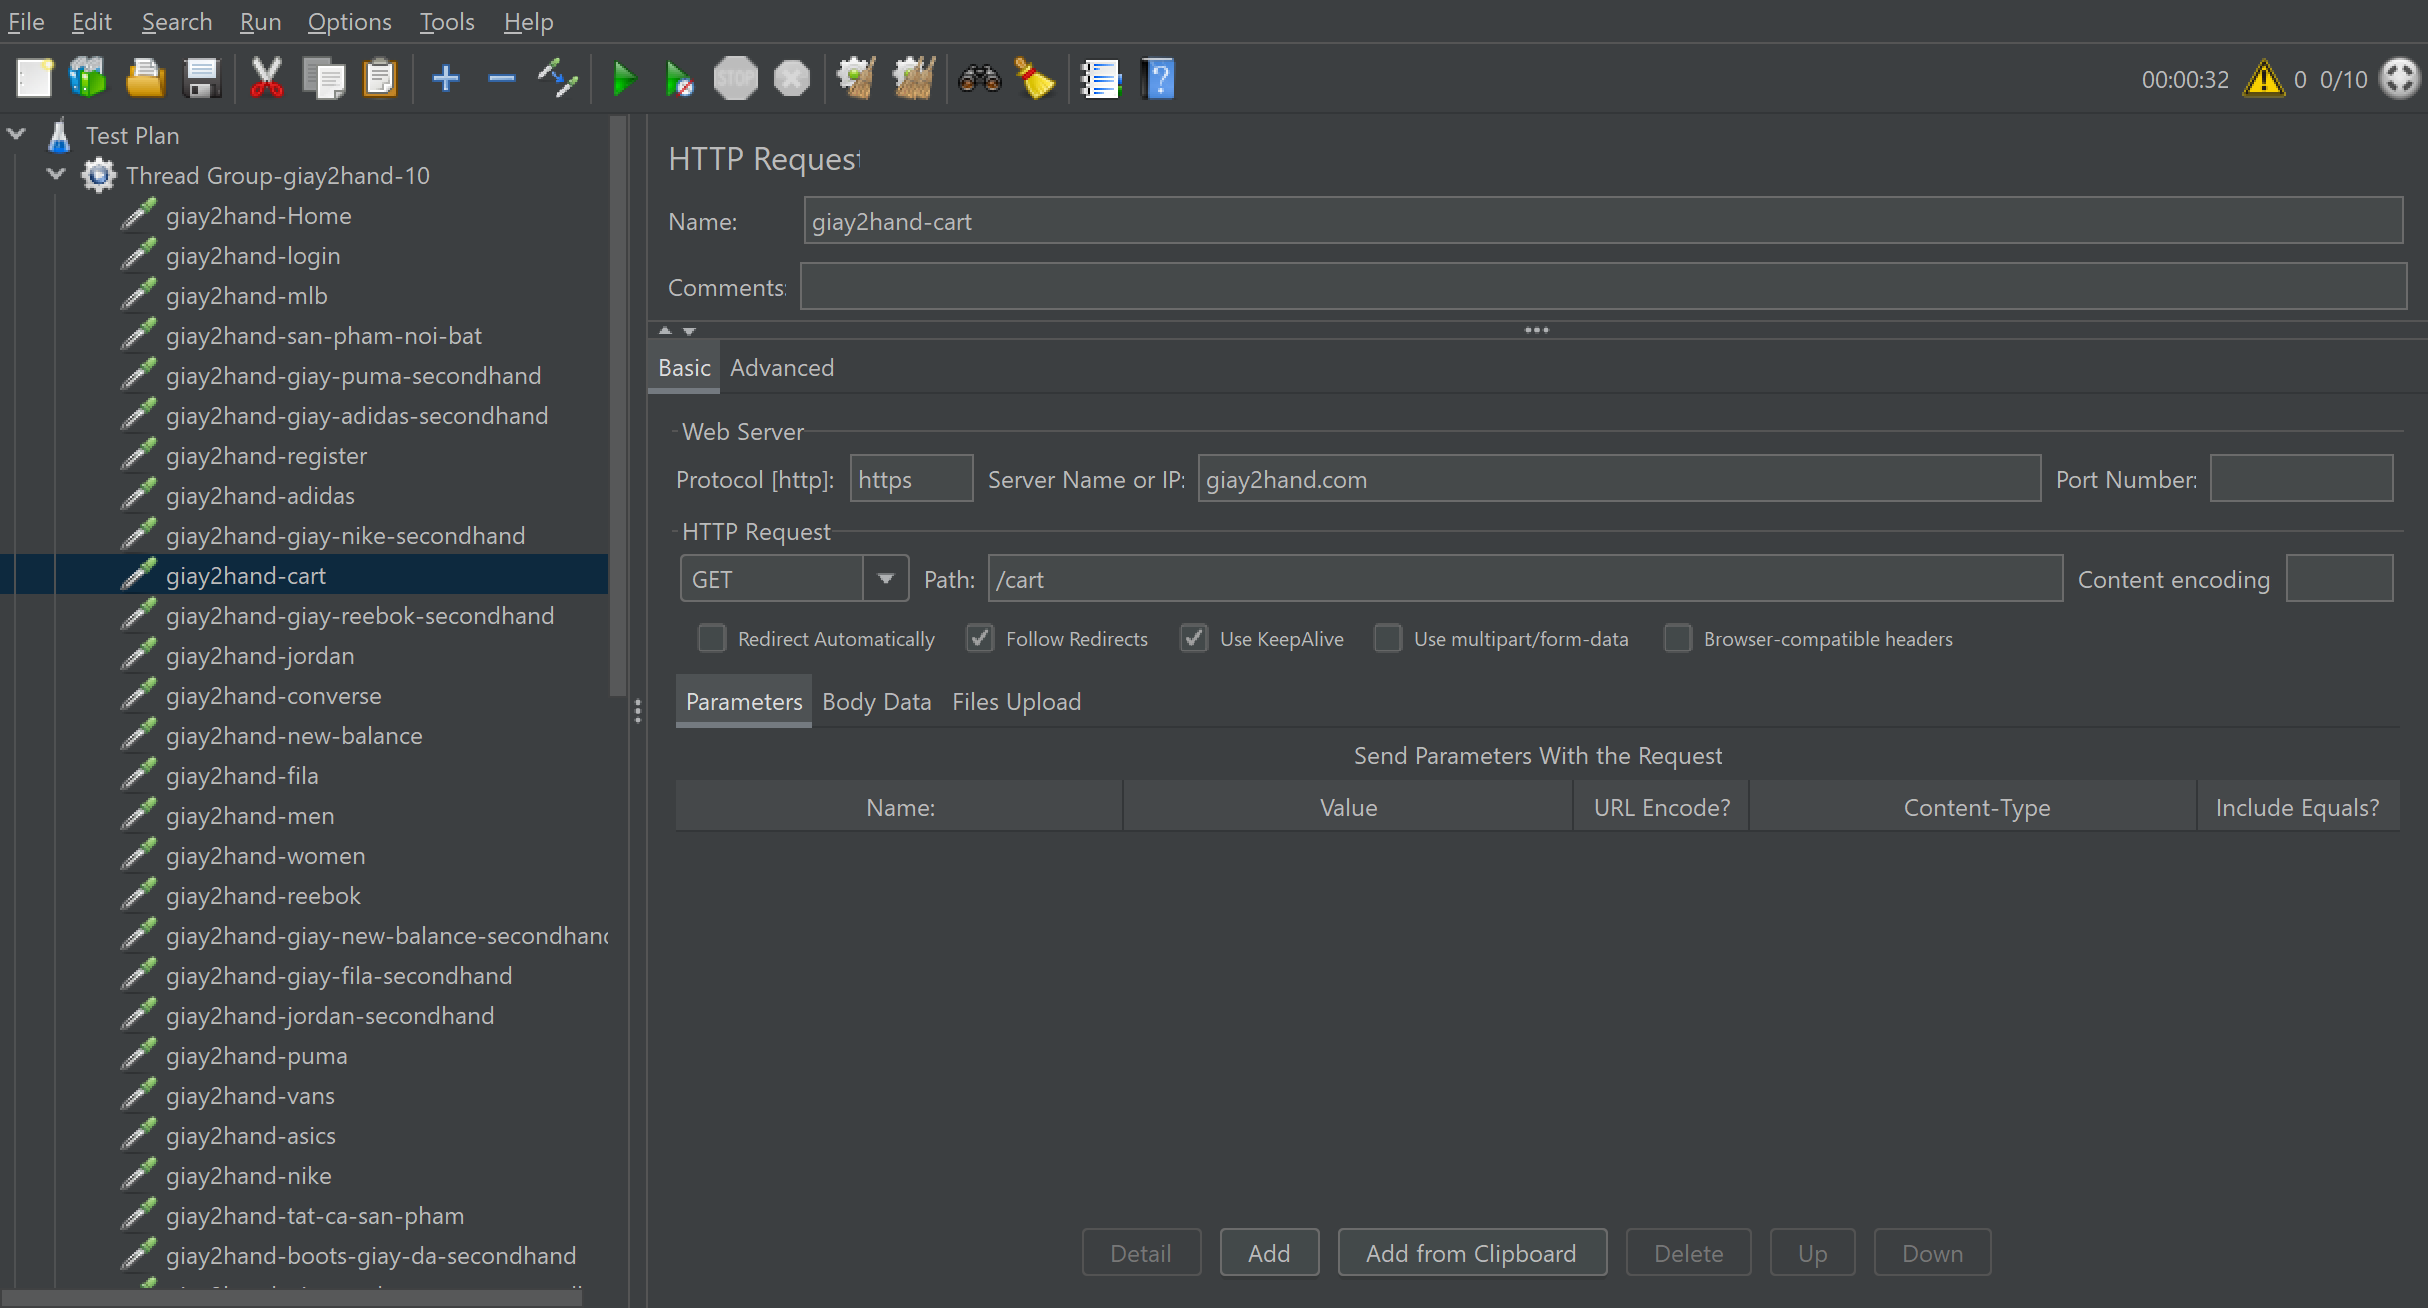 File Edit Search Run Options Tools Help
STOP
00:00:32 0 0/10
Test Plan
Thread Group-giay2hand-10
giay2hand-Home
giay2hand-login
giay2hand-mlb
giay2hand-san-pham-noi-bat
giay2hand-giay-puma-secondhand
giay2hand-giay-adidas-secondhand
giay2hand-register
giay2hand-adidas
giay2hand-giay-nike-secondhand
giay2hand-cart
giay2hand-giay-reebok-secondhand
giay2hand-jordan
giay2hand-converse
giay2hand-new-balance
giay2hand-fila
giay2hand-men
giay2hand-women
giay2hand-reebok
giay2hand-giay-new-balance-secondhand
giay2hand-giay-fila-secondhand
giay2hand-jordan-secondhand
giay2hand-puma
giay2hand-vans
giay2hand-asics
giay2hand-nike
giay2hand-tat-ca-san-pham
giay2hand-boots-giay-da-secondhand
HTTP Request
Name: giay2hand-cart
Comments:
Basic Advanced
Web Server
Protocol [http]: https Server Name or IP: giay2hand.com Port Number:
HTTP Request
GET Path: /cart Content encoding
Redirect Automatically Follow Redirects Use KeepAlive Use multipart/form-data Browser-compatible headers
Parameters Body Data Files Upload
Send Parameters With the Request
Name: Value URL Encode? Content-Type Include Equals?
Detail Add Add from Clipboard Delete Up Down